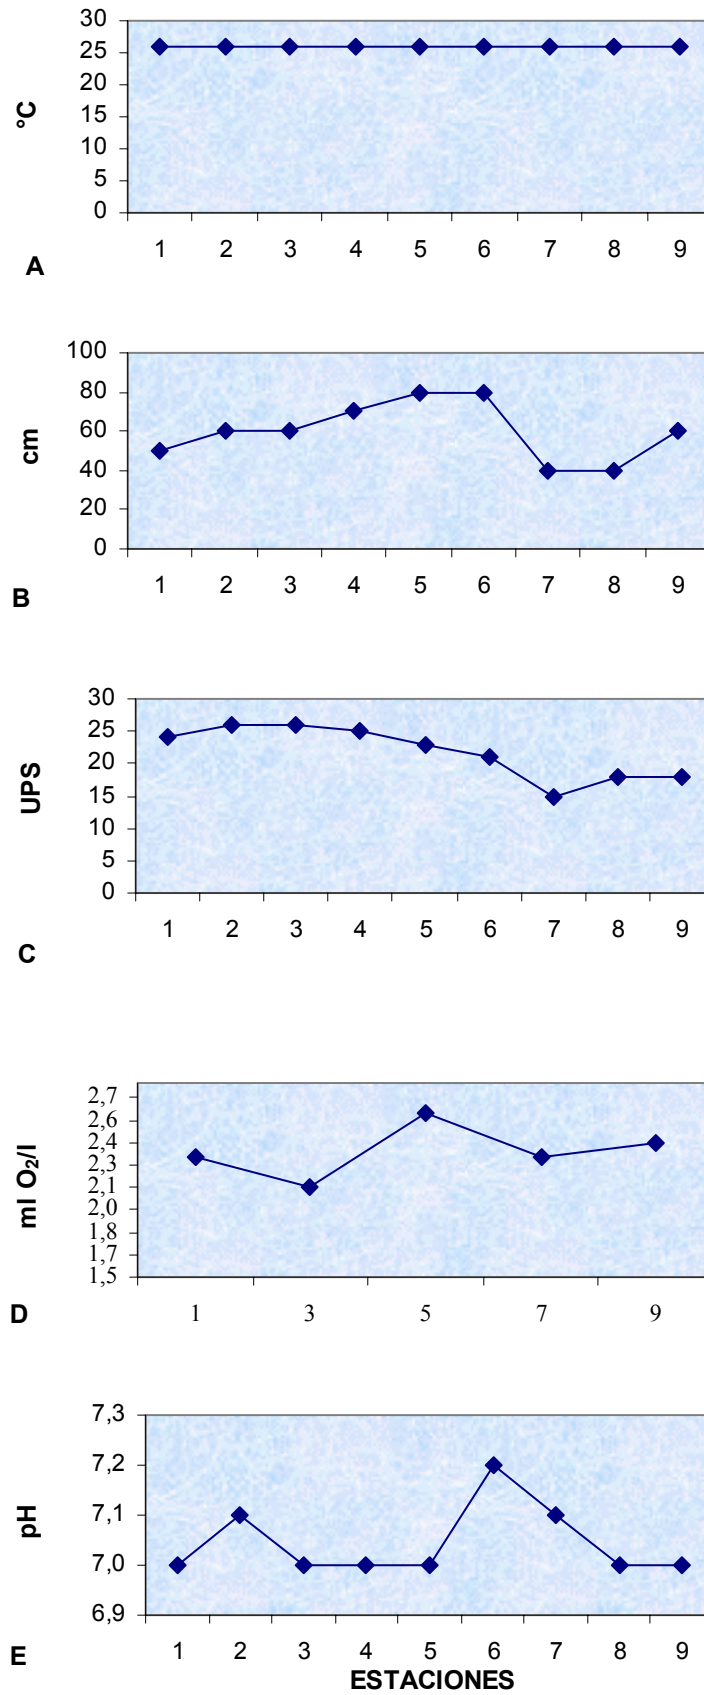 30
25
20
15
10
5
0
°C
1 2 3 4 5 6 7 8 9
A
100
80
60
40
20
0
cm
1 2 3 4 5 6 7 8 9
B
30
25
20
15
10
5
0
UPS
1 2 3 4 5 6 7 8 9
C
2,7
2,6
2,4
2,3
2,1
2,0
1,8
1,7
1,5
ml O₂/l
D
1 3 5 7 9
7,3
7,2
7,1
7,0
6,9
pH
1 2 3 4 5 6 7 8 9
E
ESTACIONES